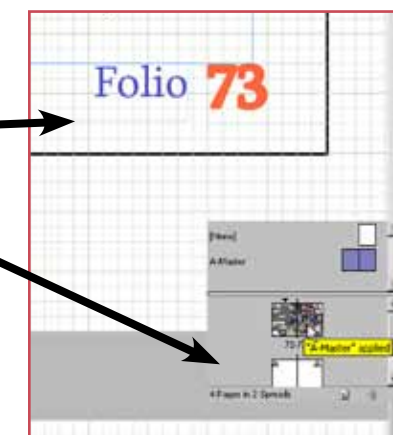 Folio 73
[None]
A-Master
"A-Master" applied
4 Pages in 2 Spreads